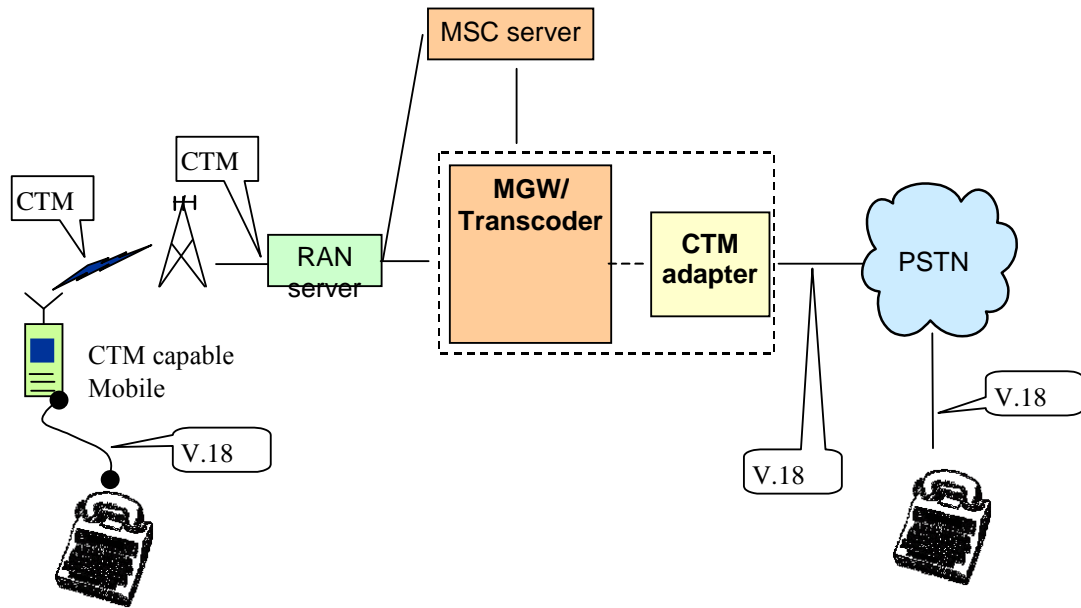 MSC server
CTM
CTM
MGW/
Transcoder
RAN
server
CTM
adapter
PSTN
CTM capable
Mobile
V.18
V.18
V.18